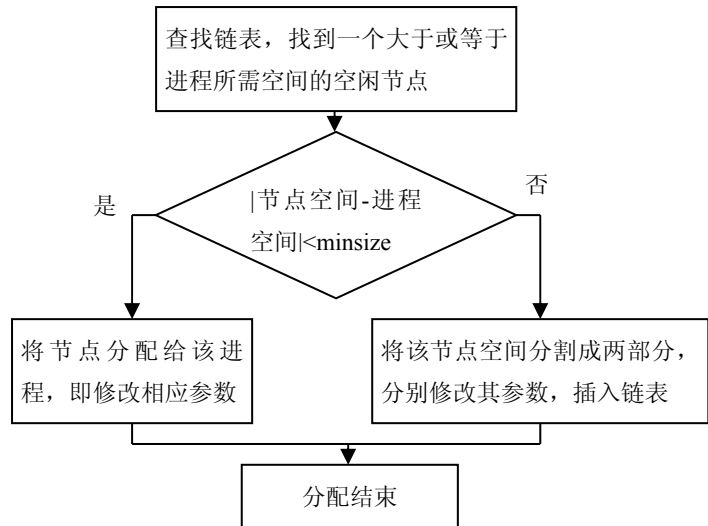 查找链表，找到一个大于或等于
进程所需空间的空闲节点
是
|节点空间-进程
空间|<minsize
否
将节点分配给该进
程，即修改相应参数
将该节点空间分割成两部分，
分别修改其参数，插入链表
分配结束